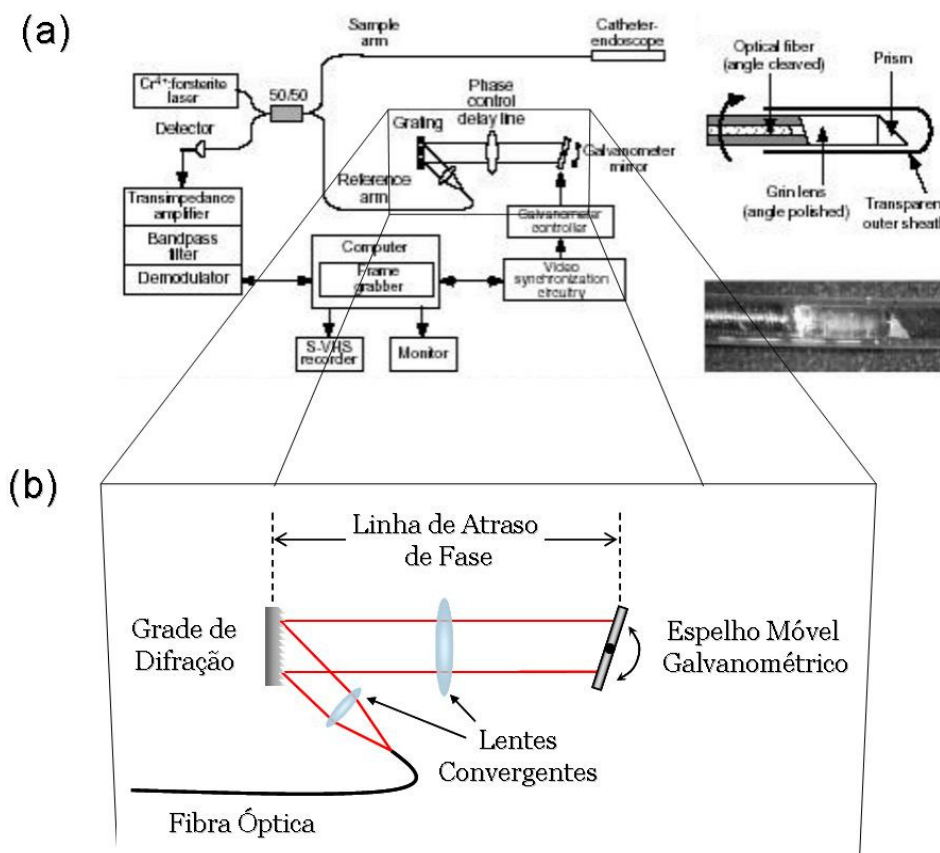 (a)
Sample
arm
Catheter-
endoscope
Cr4+:forsterite
laser
50/50
Detector
Phase
control
delay line
Grating
Galvanometer
mirror
Reference
arm
Transimpedance
amplifier
Bandpass
filter
Demodulator
Computer
Frame
grabber
Galvanometer
controller
Video
synchronization
circuitry
S-VHS
recorder
Monitor
Optical fiber
(angle cleaved)
Prism
Grin lens
(angle polished)
Transparen
outer sheath
(b)
Linha de Atraso
de Fase
Grade de
Difração
Espelho Móvel
Galvanométrico
Lentes
Convergentes
Fibra Óptica